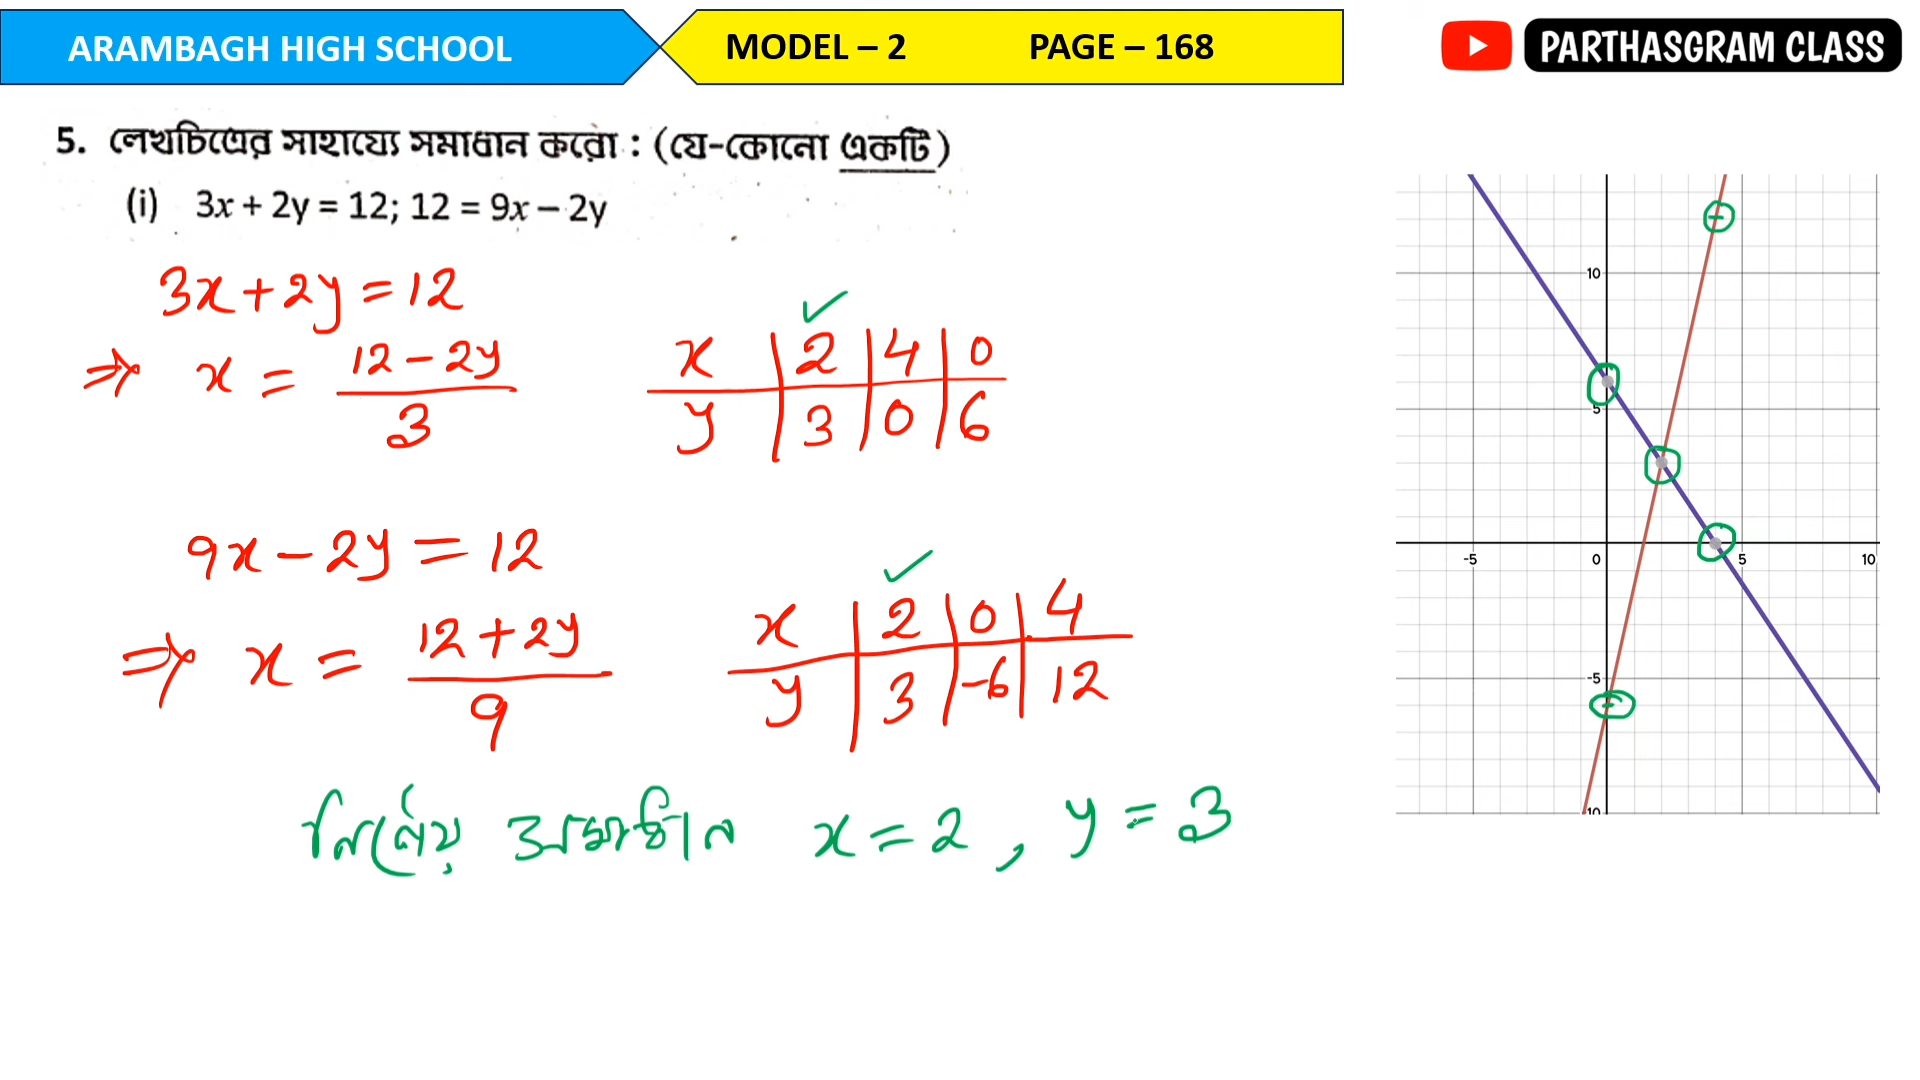 ARAMBAGH HIGH SCHOOL
MODEL – 2 PAGE – 168
PARTHASGRAM CLASS
5. লেখচিত্রের সাহায্যে সমাধান করো : (যে-কোনো একটি)
(i) 3x + 2y = 12; 12 = 9x – 2y
3x + 2y = 12
⇒ x = (12 – 2y)/3
x | 2 | 4 | 0
y | 3 | 0 | 6
9x – 2y = 12
⇒ x = (12 + 2y)/9
x | 2 | 0 | 4
y | 3 | -6 | 12
নির্ণেয় সমাধান x = 2, y = 3
10
5
-5 0 5 10
-5
10